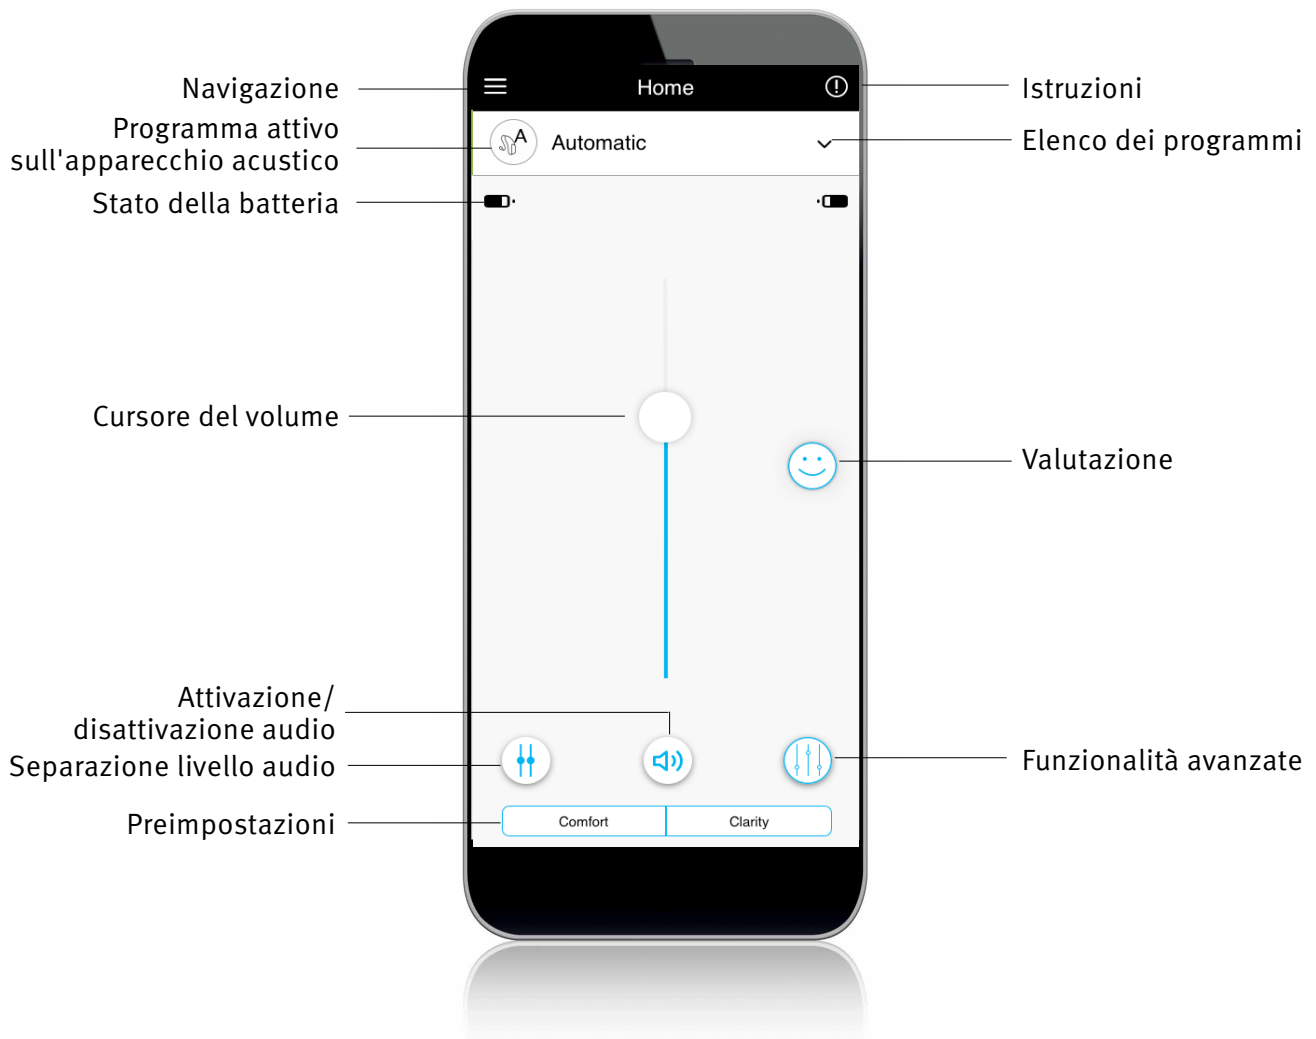 Navigazione
Programma attivo
sull'apparecchio acustico
Stato della batteria
Cursore del volume
Attivazione/
disattivazione audio
Separazione livello audio
Preimpostazioni
Home
A
Automatic
Comfort
Clarity
Istruzioni
Elenco dei programmi
Valutazione
Funzionalità avanzate